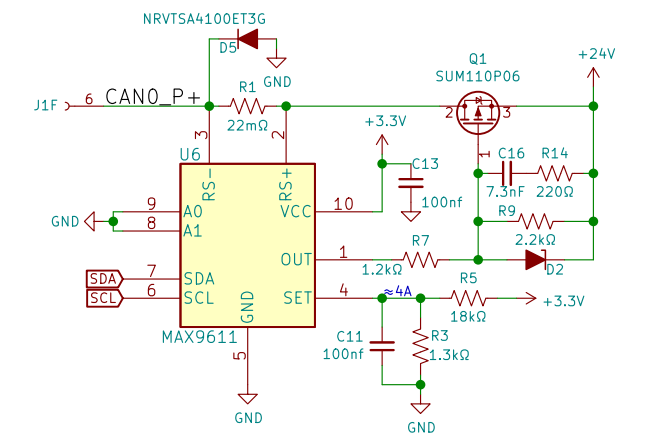 NRVTSA4100ET3G
D5
GND
Q1
SUM110P06
+24V
J1F
6
CAN0_P+
R1
22mΩ
2
3
3
2
+3.3V
1
U6
RS-
RS+
C13
100nf
C16
7.3nF
R14
220Ω
GND
9
A0
8
A1
VCC
10
R9
2.2kΩ
OUT
1
R7
1.2kΩ
D2
SDA
7
SDA
SCL
6
SCL
GND
SET
4
≈4A
R5
18kΩ
+3.3V
MAX9611
5
C11
100nf
R3
1.3kΩ
GND
GND